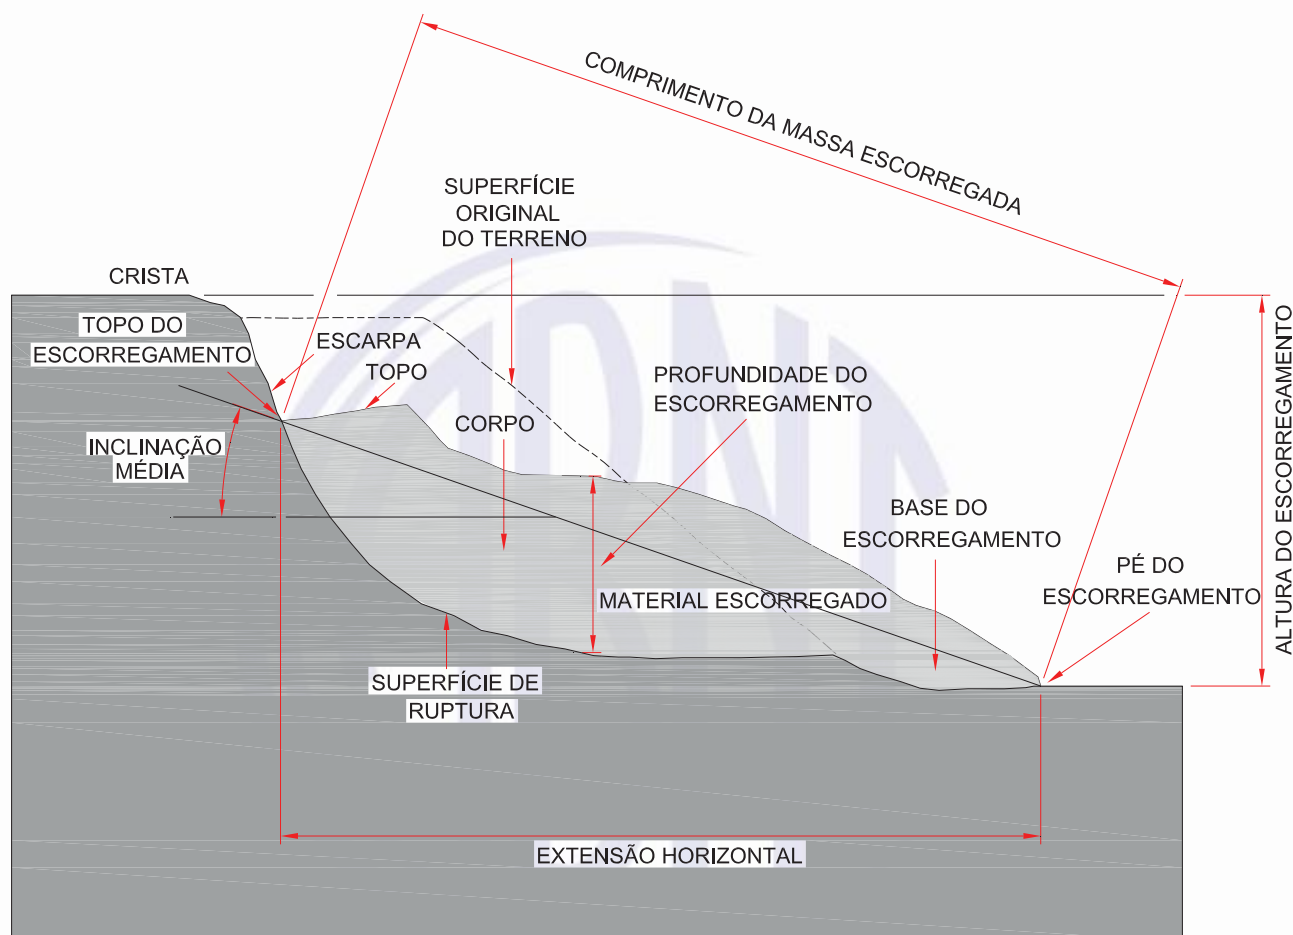 COMPRIMENTO DA MASSA ESCORREGADA
SUPERFÍCIE
ORIGINAL
DO TERRENO
CRISTA
TOPO DO
ESCORREGAMENTO
ESCARPA
TOPO
PROFUNDIDADE DO
ESCORREGAMENTO
CORPO
INCLINAÇÃO
MÉDIA
BASE DO
ESCORREGAMENTO
PÉ DO
ESCORREGAMENTO
ALTURA DO ESCORREGAMENTO
MATERIAL ESCORREGADO
SUPERFÍCIE DE
RUPTURA
EXTENSÃO HORIZONTAL
ABNT